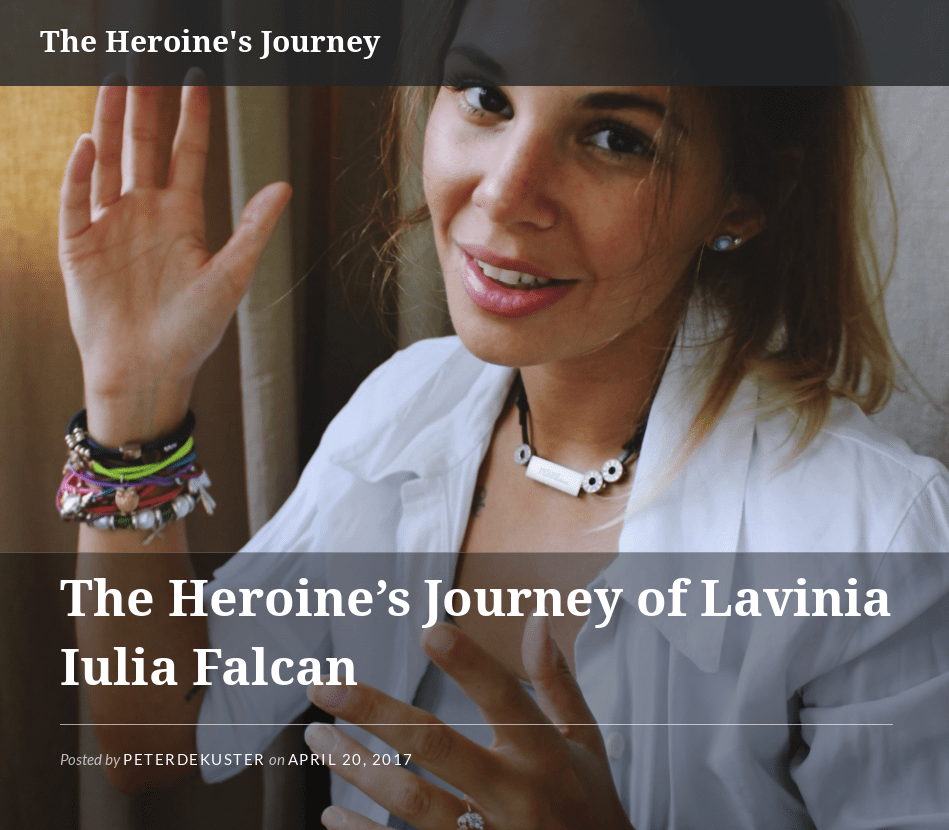 The Heroine's Journey
The Heroine’s Journey of Lavinia
Iulia Falcan
Posted by PETERDEKUSTER on APRIL 20, 2017